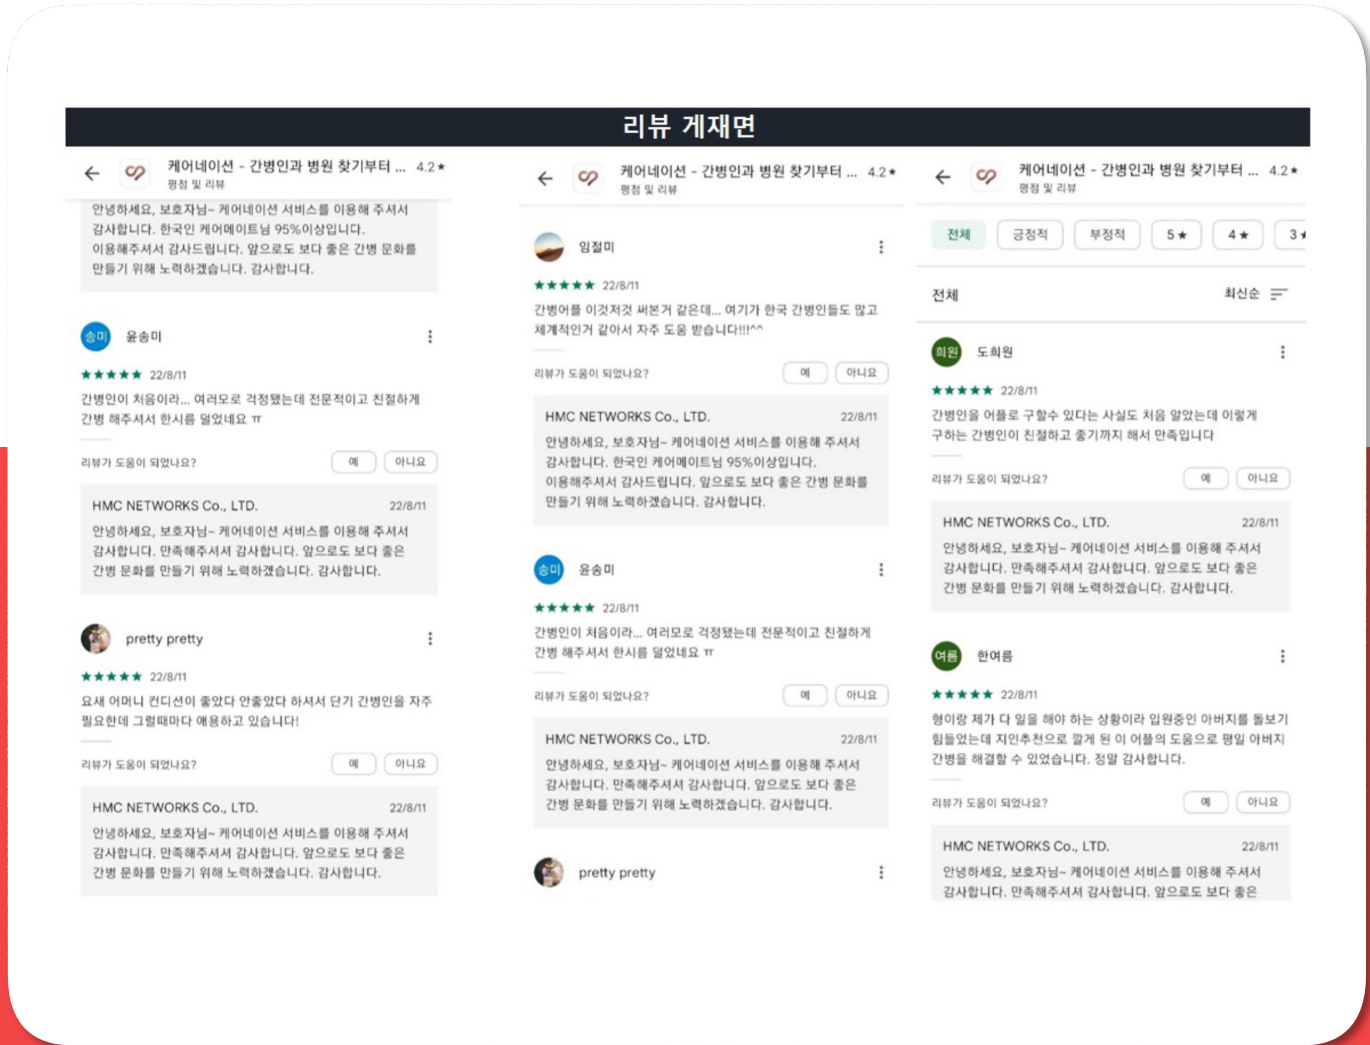 리뷰 게재면
케어네이션 - 간병인과 병원 찾기부터 ... 4.2★
평점 및 리뷰
안녕하세요, 보호자님~ 케어네이션 서비스를 이용해 주셔서
감사합니다. 한국인 케어메이트님 95%이상입니다.
이용해주셔서 감사드립니다. 앞으로도 보다 좋은 간병 문화를
만들기 위해 노력하겠습니다. 감사합니다.
송미 윤송미
★★★★★ 22/8/11
간병인이 처음이라... 여러모로 걱정됐는데 전문적이고 친절하게
간병 해주셔서 한시름 덜었네요 ㅠ
리뷰가 도움이 되었나요? 예 아니요
HMC NETWORKS Co., LTD. 22/8/11
안녕하세요, 보호자님~ 케어네이션 서비스를 이용해 주셔서
감사합니다. 만족해주셔셔 감사합니다. 앞으로도 보다 좋은
간병 문화를 만들기 위해 노력하겠습니다. 감사합니다.
pretty pretty
★★★★★ 22/8/11
요새 어머니 컨디션이 좋았다 안좋았다 하셔서 단기 간병인을 자주
필요한데 그럴때마다 애용하고 있습니다!
리뷰가 도움이 되었나요? 예 아니요
HMC NETWORKS Co., LTD. 22/8/11
안녕하세요, 보호자님~ 케어네이션 서비스를 이용해 주셔서
감사합니다. 만족해주셔셔 감사합니다. 앞으로도 보다 좋은
간병 문화를 만들기 위해 노력하겠습니다. 감사합니다.
케어네이션 - 간병인과 병원 찾기부터 ... 4.2★
평점 및 리뷰
임절미
★★★★★ 22/8/11
간병어플 이것저것 써본거 같은데... 여기가 한국 간병인들도 많고
체계적인거 같아서 자주 도움 받습니다!!!^^
리뷰가 도움이 되었나요? 예 아니요
HMC NETWORKS Co., LTD. 22/8/11
안녕하세요, 보호자님~ 케어네이션 서비스를 이용해 주셔서
감사합니다. 한국인 케어메이트님 95%이상입니다.
이용해주셔서 감사드립니다. 앞으로도 보다 좋은 간병 문화를
만들기 위해 노력하겠습니다. 감사합니다.
송미 윤송미
★★★★★ 22/8/11
간병인이 처음이라... 여러모로 걱정됐는데 전문적이고 친절하게
간병 해주셔서 한시름 덜었네요 ㅠ
리뷰가 도움이 되었나요? 예 아니요
HMC NETWORKS Co., LTD. 22/8/11
안녕하세요, 보호자님~ 케어네이션 서비스를 이용해 주셔서
감사합니다. 만족해주셔셔 감사합니다. 앞으로도 보다 좋은
간병 문화를 만들기 위해 노력하겠습니다. 감사합니다.
pretty pretty
케어네이션 - 간병인과 병원 찾기부터 ... 4.2★
평점 및 리뷰
전체 긍정적 부정적 5★ 4★ 3★
전체 최신순
희원 도희원
★★★★★ 22/8/11
간병인을 어플로 구할수 있다는 사실도 처음 알았는데 이렇게
구하는 간병인이 친절하고 좋기까지 해서 만족입니다
리뷰가 도움이 되었나요? 예 아니요
HMC NETWORKS Co., LTD. 22/8/11
안녕하세요, 보호자님~ 케어네이션 서비스를 이용해 주셔서
감사합니다. 만족해주셔셔 감사합니다. 앞으로도 보다 좋은
간병 문화를 만들기 위해 노력하겠습니다. 감사합니다.
여름 한여름
★★★★★ 22/8/11
형이랑 제가 다 일을 해야 하는 상황이라 입원중인 아버지를 돌보기
힘들었는데 지인추천으로 깔게 된 이 어플의 도움으로 평일 아버지
간병을 해결할 수 있었습니다. 정말 감사합니다.
리뷰가 도움이 되었나요? 예 아니요
HMC NETWORKS Co., LTD. 22/8/11
안녕하세요, 보호자님~ 케어네이션 서비스를 이용해 주셔서
감사합니다. 만족해주셔셔 감사합니다. 앞으로도 보다 좋은